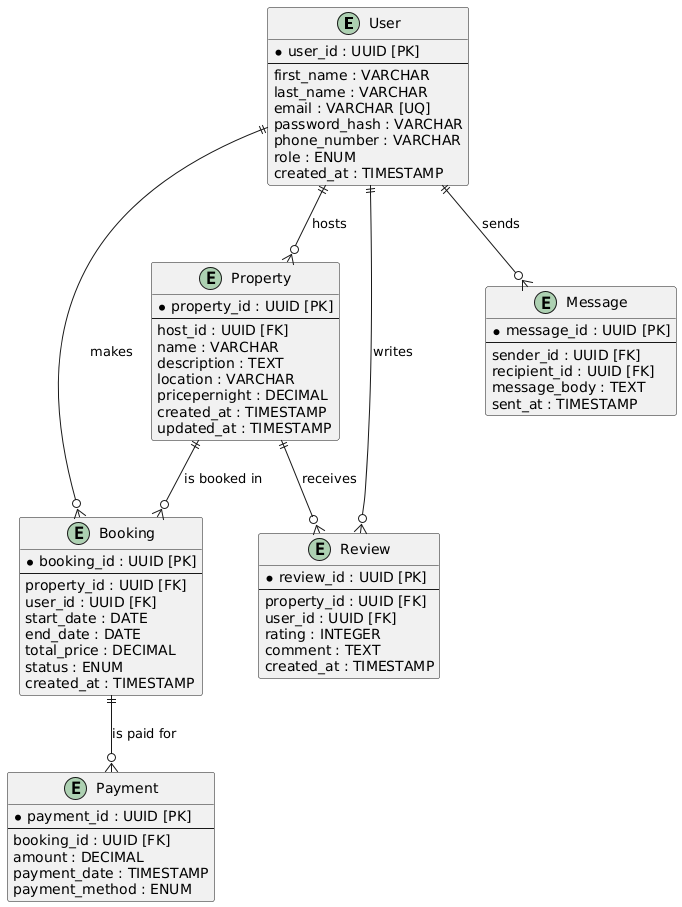 E User
* user_id : UUID [PK]
first_name : VARCHAR
last_name : VARCHAR
email : VARCHAR [UQ]
password_hash : VARCHAR
phone_number : VARCHAR
role : ENUM
created_at : TIMESTAMP
hosts
sends
E Property
* property_id : UUID [PK]
host_id : UUID [FK]
name : VARCHAR
description : TEXT
location : VARCHAR
pricepernight : DECIMAL
created_at : TIMESTAMP
updated_at : TIMESTAMP
E Message
* message_id : UUID [PK]
sender_id : UUID [FK]
recipient_id : UUID [FK]
message_body : TEXT
sent_at : TIMESTAMP
makes
writes
is booked in
receives
E Booking
* booking_id : UUID [PK]
property_id : UUID [FK]
user_id : UUID [FK]
start_date : DATE
end_date : DATE
total_price : DECIMAL
status : ENUM
created_at : TIMESTAMP
E Review
* review_id : UUID [PK]
property_id : UUID [FK]
user_id : UUID [FK]
rating : INTEGER
comment : TEXT
created_at : TIMESTAMP
is paid for
E Payment
* payment_id : UUID [PK]
booking_id : UUID [FK]
amount : DECIMAL
payment_date : TIMESTAMP
payment_method : ENUM